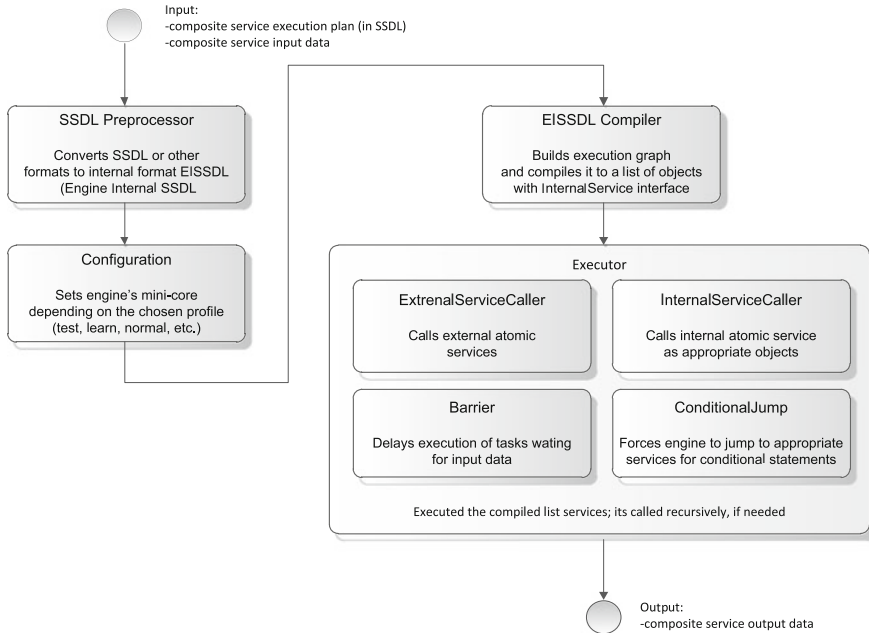 Input:
-composite service execution plan (in SSDL)
-composite service input data
SSDL Preprocessor
Converts SSDL or other
formats to internal format EISSDL
(Engine Internal SSDL
Configuration
Sets engine's mini-core
depending on the chosen profile
(test, learn, normal, etc.)
EISSDL Compiler
Builds execution graph
and compiles it to a list of objects
with InternalService interface
Executor
ExtrenalServiceCaller
Calls external atomic
services
InternalServiceCaller
Calls internal atomic service
as appropriate objects
Barrier
Delays execution of tasks wating
for input data
ConditionalJump
Forces engine to jump to appropriate
services for conditional statements
Executed the compiled list services; its called recursively, if needed
Output:
-composite service output data